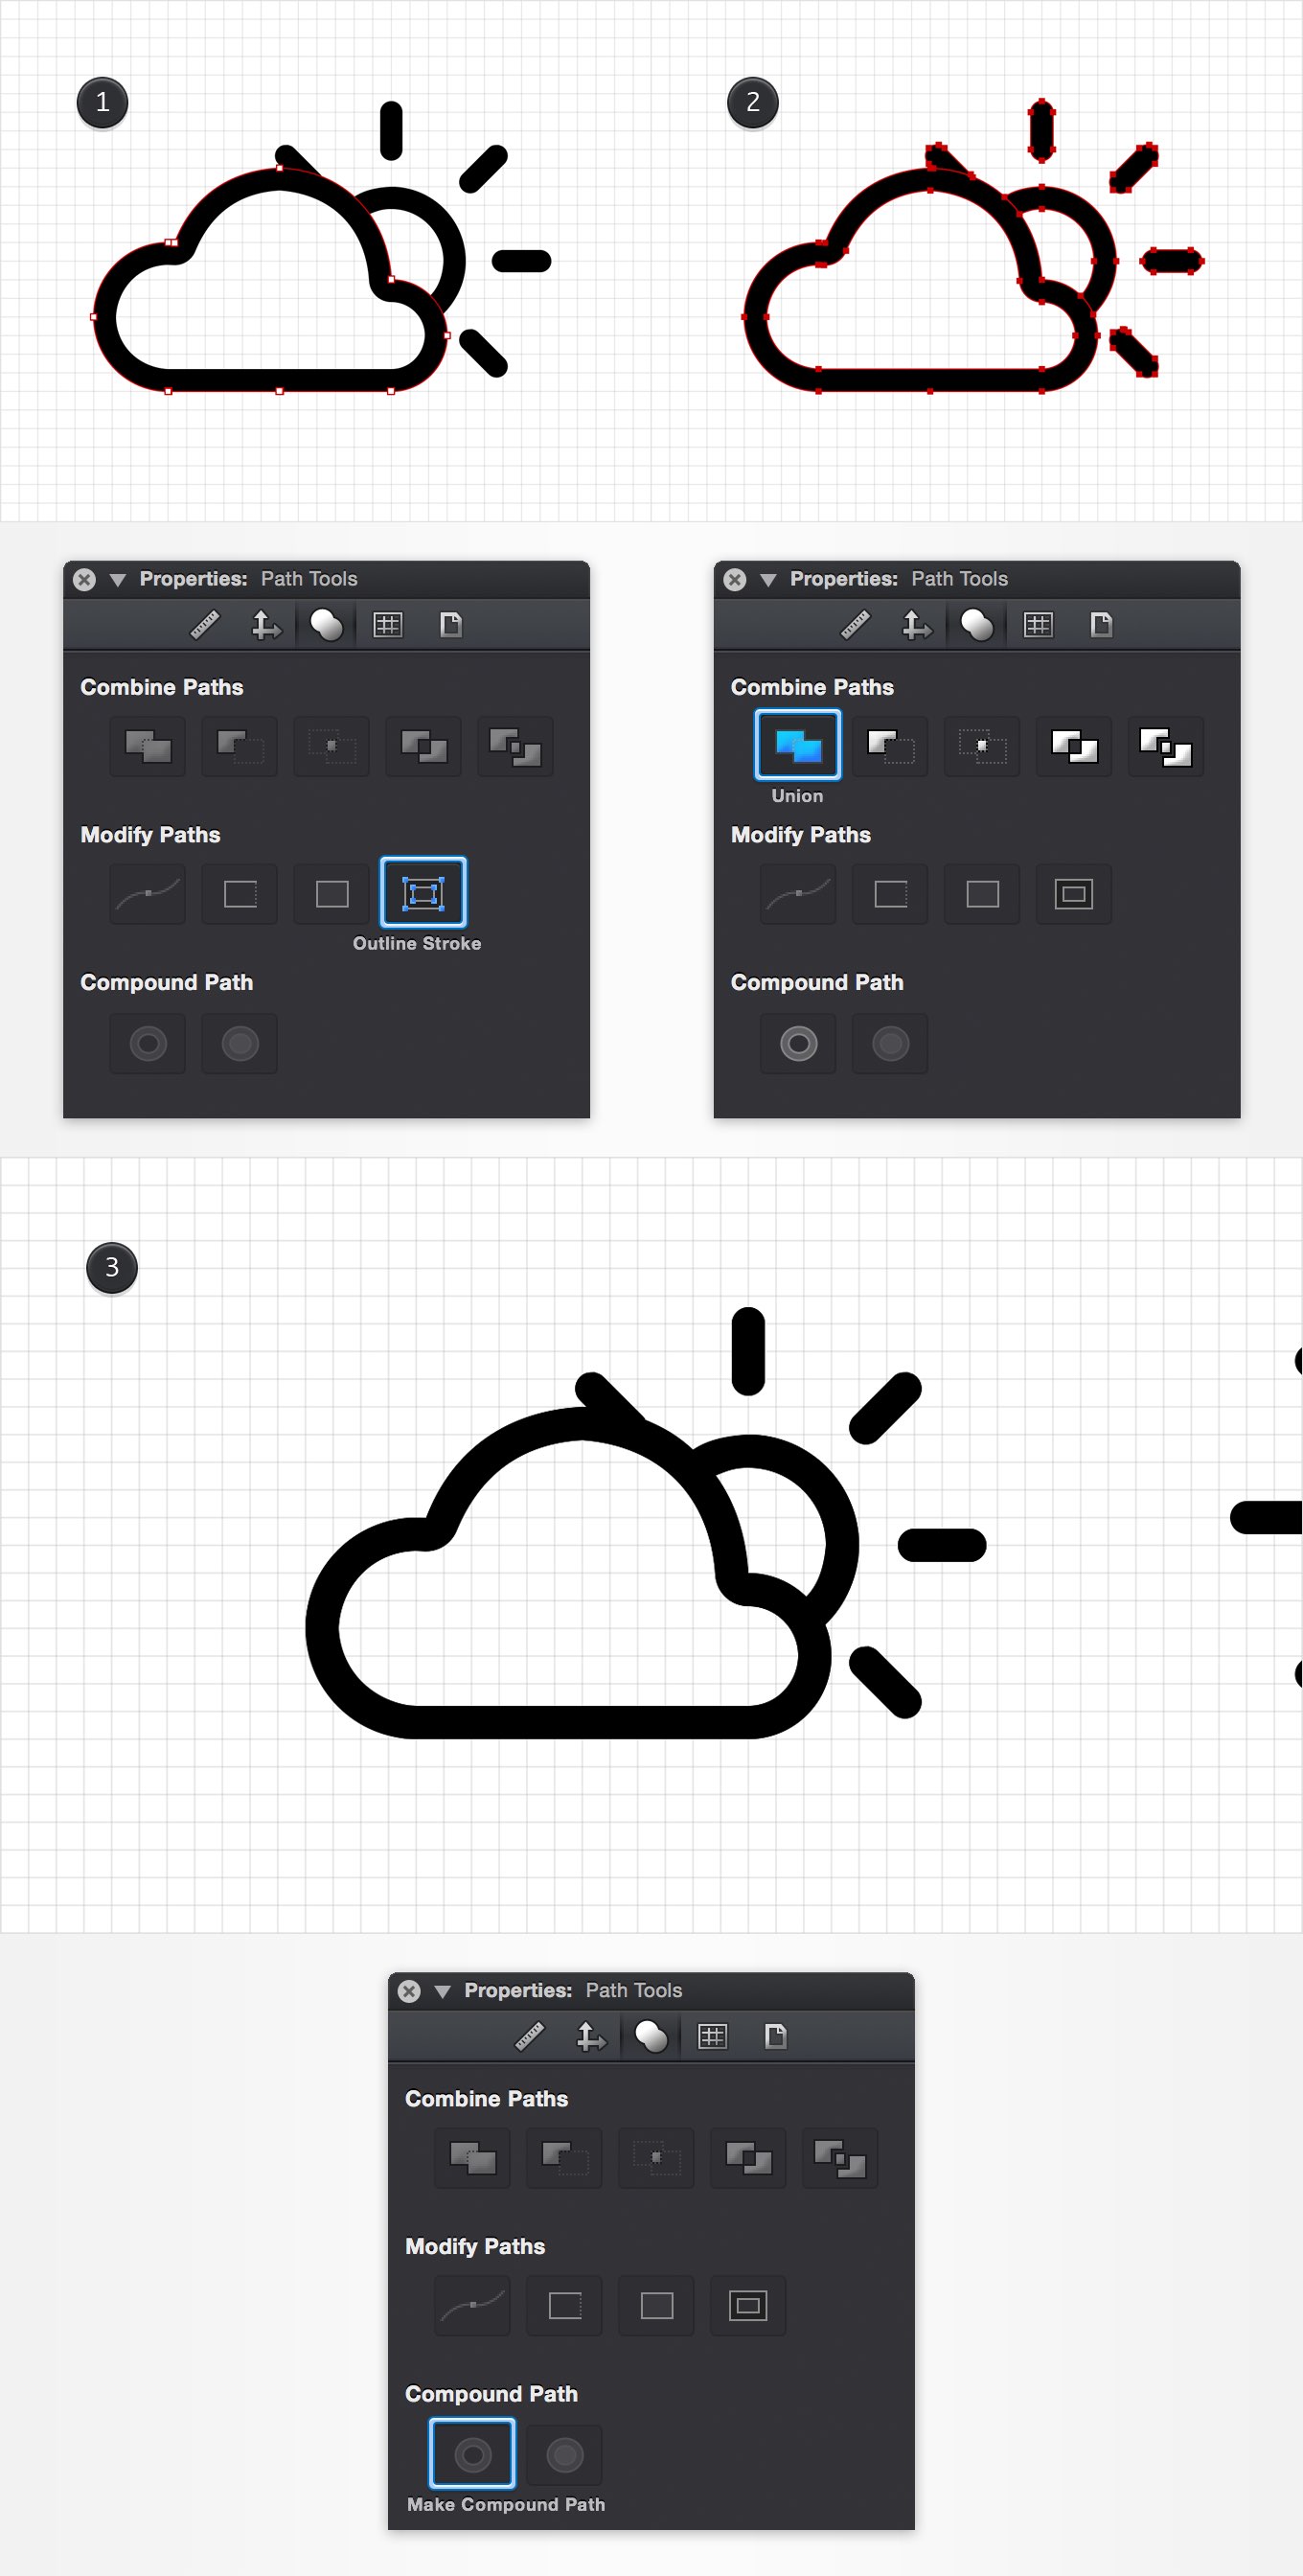 1
2
Properties: Path Tools
Combine Paths
Modify Paths
Outline Stroke
Compound Path
Properties: Path Tools
Combine Paths
Union
Modify Paths
Compound Path
3
Properties: Path Tools
Combine Paths
Modify Paths
Compound Path
Make Compound Path